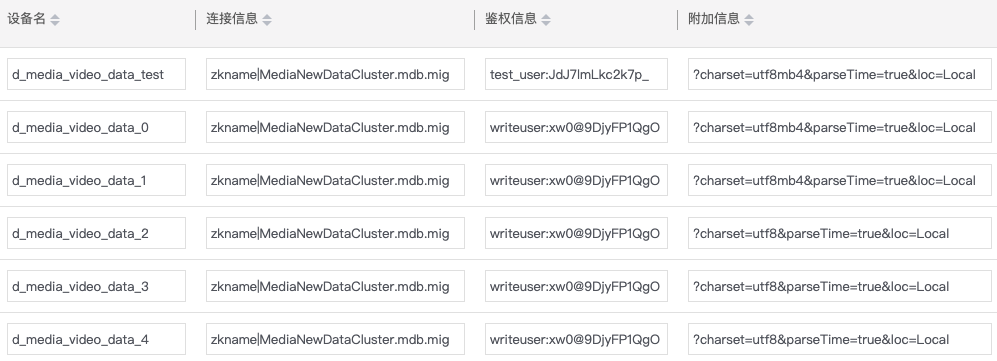 设备名 连接信息 鉴权信息 附加信息
d_media_video_data_test zkname|MediaNewDataCluster.mdb.mig test_user:JdJ7lmLkc2k7p_ ?charset=utf8mb4&parseTime=true&loc=Local
d_media_video_data_0 zkname|MediaNewDataCluster.mdb.mig writeuser:xw0@9DjyFP1QgO ?charset=utf8mb4&parseTime=true&loc=Local
d_media_video_data_1 zkname|MediaNewDataCluster.mdb.mig writeuser:xw0@9DjyFP1QgO ?charset=utf8mb4&parseTime=true&loc=Local
d_media_video_data_2 zkname|MediaNewDataCluster.mdb.mig writeuser:xw0@9DjyFP1QgO ?charset=utf8&parseTime=true&loc=Local
d_media_video_data_3 zkname|MediaNewDataCluster.mdb.mig writeuser:xw0@9DjyFP1QgO ?charset=utf8&parseTime=true&loc=Local
d_media_video_data_4 zkname|MediaNewDataCluster.mdb.mig writeuser:xw0@9DjyFP1QgO ?charset=utf8&parseTime=true&loc=Local